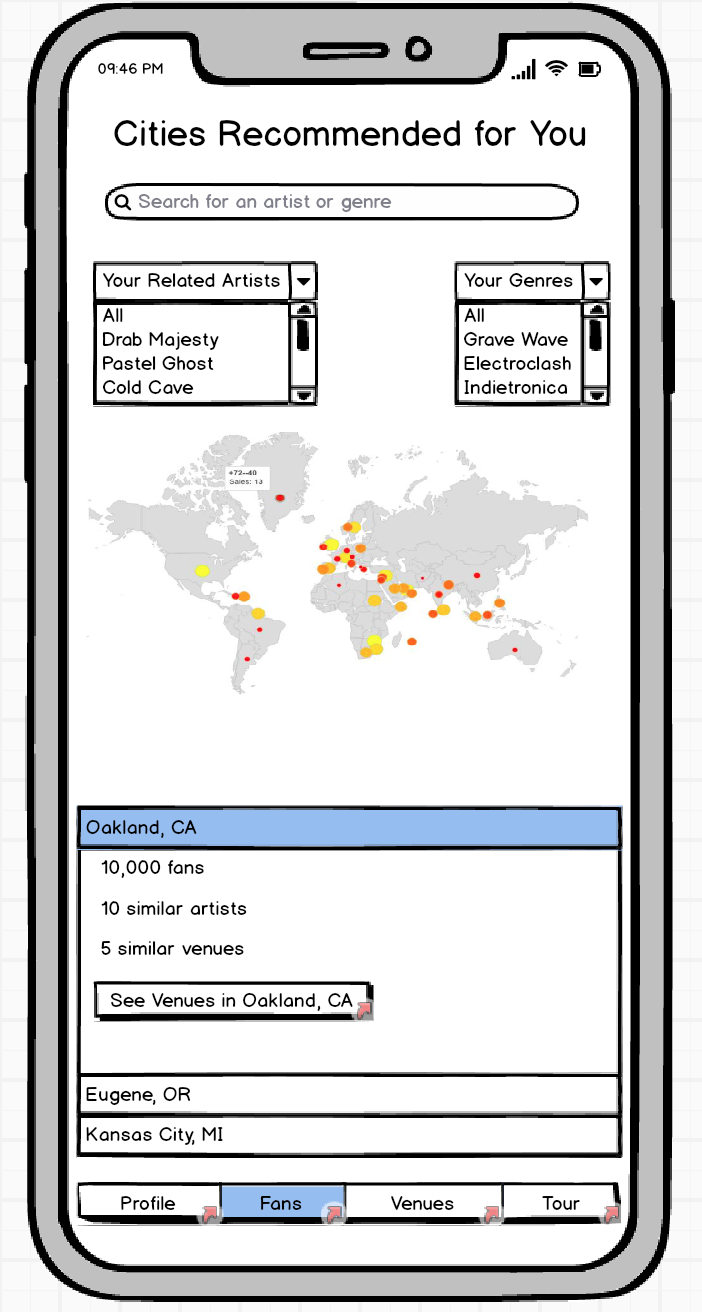 09:46 PM
Cities Recommended for You
Search for an artist or genre
Your Related Artists
All
Drab Majesty
Pastel Ghost
Cold Cave
Your Genres
All
Grave Wave
Electroclash
Indietronica
+72--40
Sales: 13
Oakland, CA
10,000 fans
10 similar artists
5 similar venues
See Venues in Oakland, CA
Eugene, OR
Kansas City, MI
Profile Fans Venues Tour